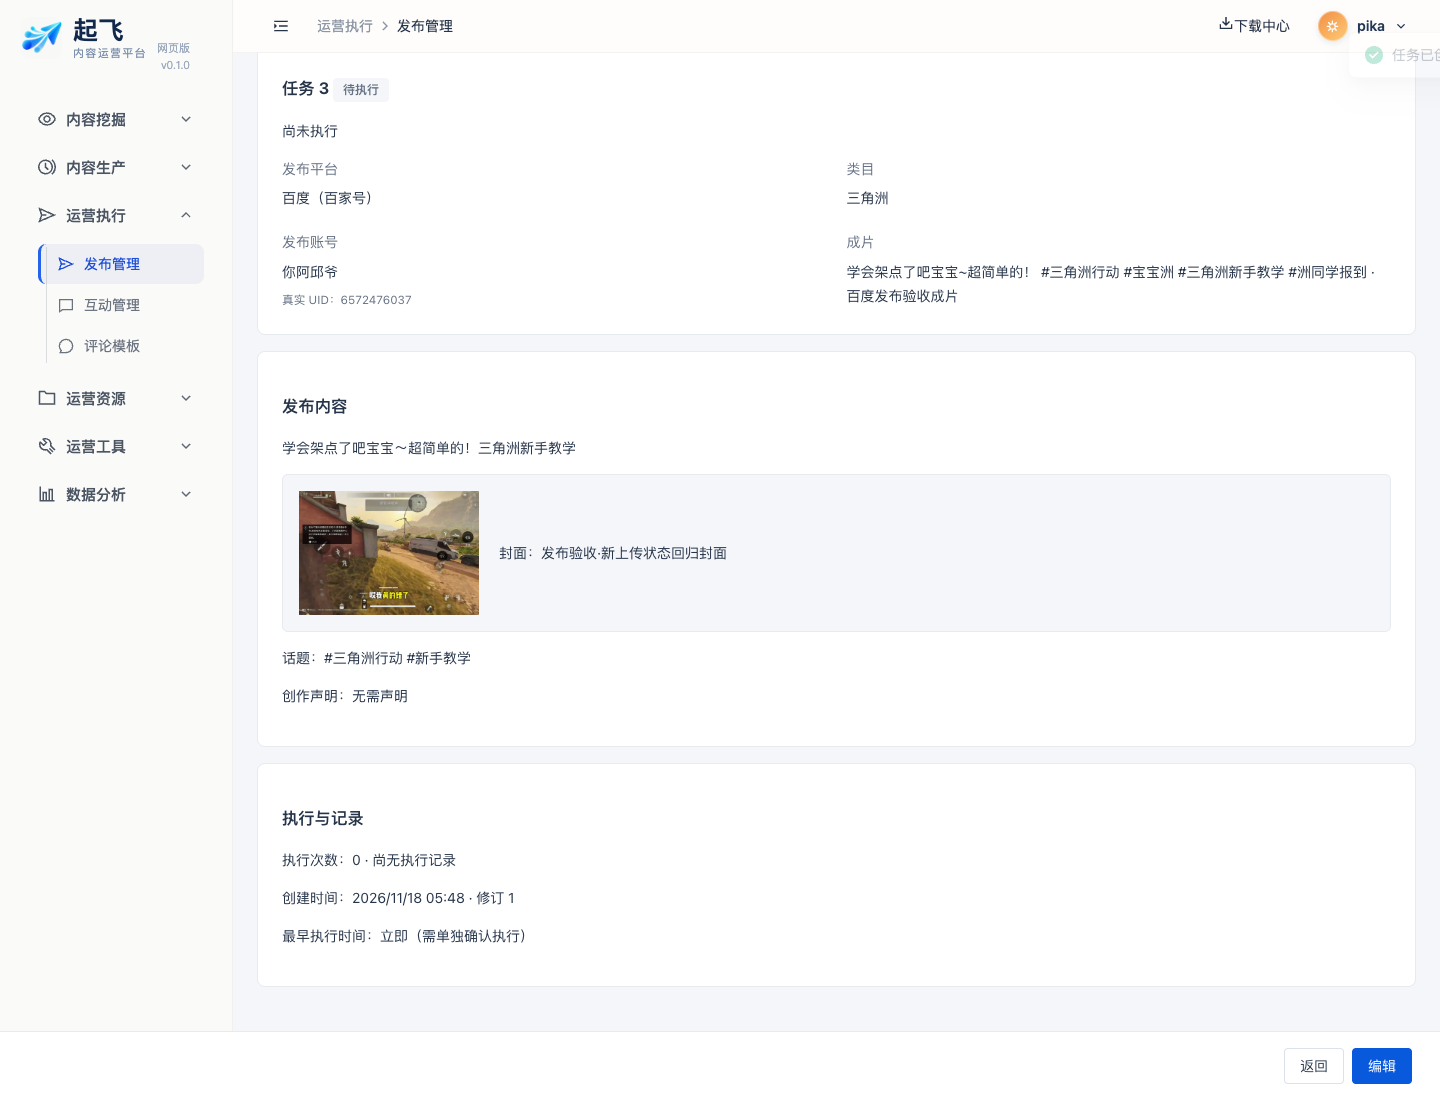 起飞
内容运营平台
网页版
v0.1.0
内容挖掘
内容生产
运营执行
发布管理
互动管理
评论模板
运营资源
运营工具
数据分析
运营执行 > 发布管理
下载中心
pika
任务已
任务 3 待执行
尚未执行
发布平台
百度（百家号）
类目
三角洲
发布账号
你阿邱爷
真实 UID：6572476037
成片
学会架点了吧宝宝~超简单的！ #三角洲行动 #宝宝洲 #三角洲新手教学 #洲同学报到 ·
百度发布验收成片
发布内容
学会架点了吧宝宝～超简单的！三角洲新手教学
封面：发布验收·新上传状态回归封面
话题：#三角洲行动 #新手教学
创作声明：无需声明
执行与记录
执行次数：0 · 尚无执行记录
创建时间：2026/11/18 05:48 · 修订 1
最早执行时间：立即（需单独确认执行）
返回
编辑